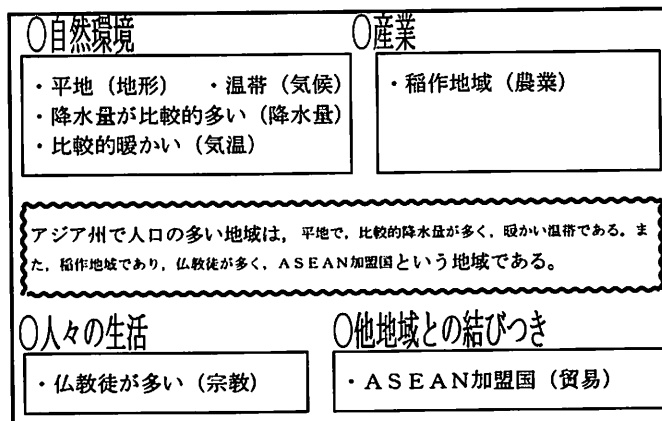 ○自然環境
・平地（地形）　・温帯（気候）
・降水量が比較的多い（降水量）
・比較的暖かい（気温）
○産業
・稲作地域（農業）
アジア州で人口の多い地域は，平地で，比較的降水量が多く，暖かい温帯である。ま
た，稲作地域であり，仏教徒が多く，ＡＳＥＡＮ加盟国という地域である。
○人々の生活
・仏教徒が多い（宗教）
○他地域との結びつき
・ＡＳＥＡＮ加盟国（貿易）